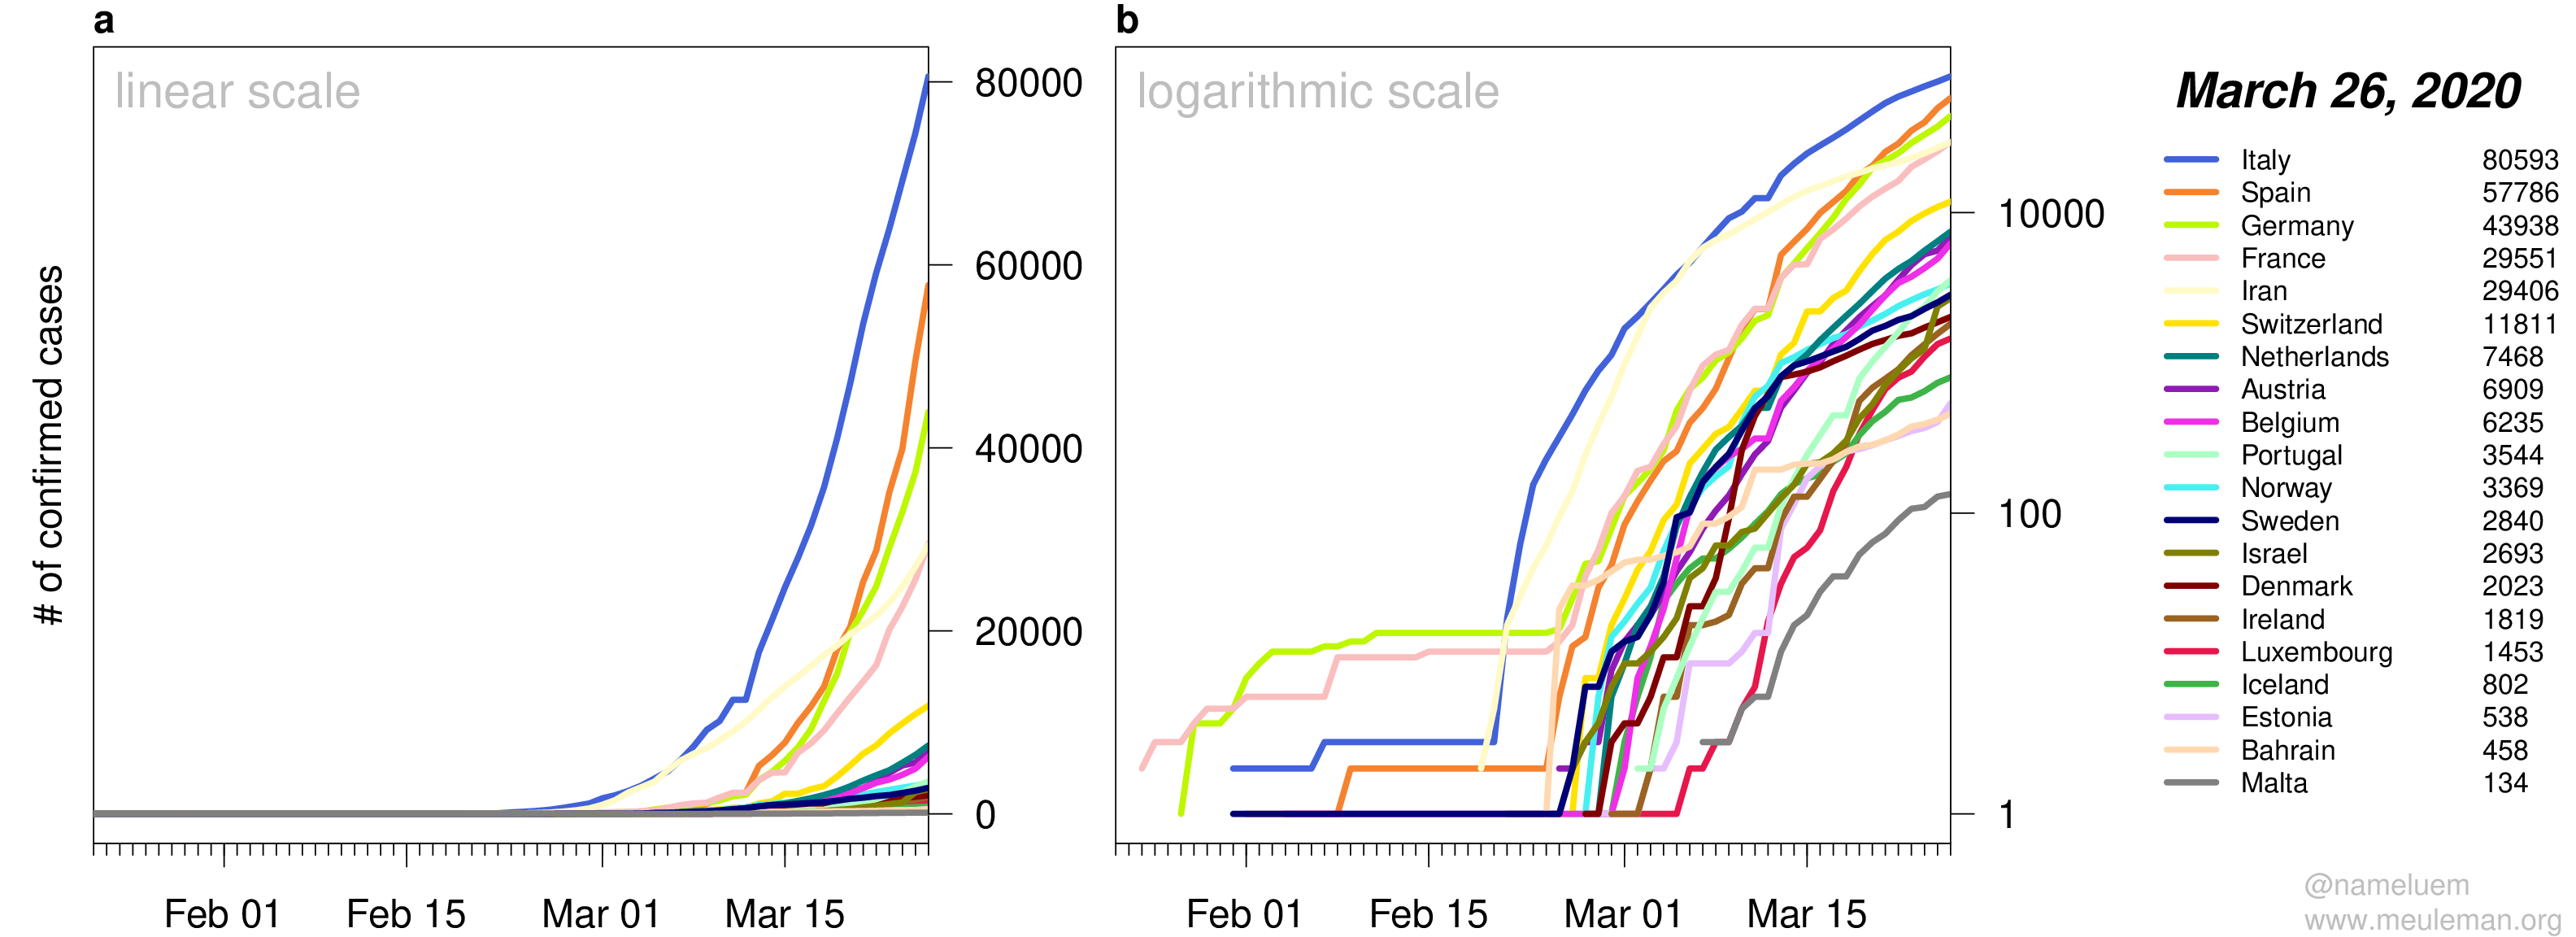 a
linear scale
# of confirmed cases
80000
60000
40000
20000
0
Feb 01 Feb 15 Mar 01 Mar 15
b
logarithmic scale
10000
100
1
Feb 01 Feb 15 Mar 01 Mar 15
March 26, 2020
Italy 80593
Spain 57786
Germany 43938
France 29551
Iran 29406
Switzerland 11811
Netherlands 7468
Austria 6909
Belgium 6235
Portugal 3544
Norway 3369
Sweden 2840
Israel 2693
Denmark 2023
Ireland 1819
Luxembourg 1453
Iceland 802
Estonia 538
Bahrain 458
Malta 134
@nameluem
www.meuleman.org